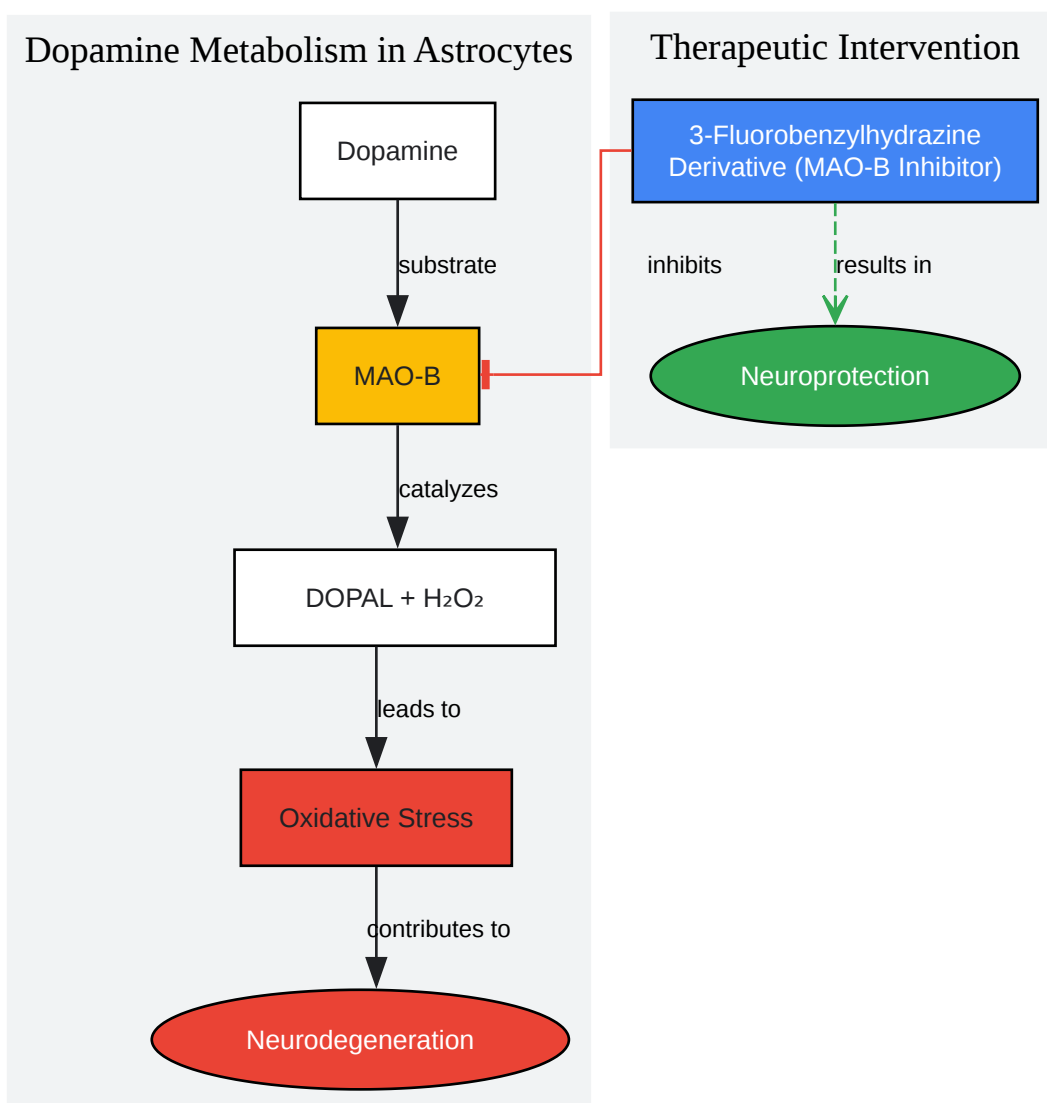 Dopamine Metabolism in Astrocytes
Dopamine
substrate
MAO-B
catalyzes
DOPAL + H₂O₂
leads to
Oxidative Stress
contributes to
Neurodegeneration
Therapeutic Intervention
3-Fluorobenzylhydrazine
Derivative (MAO-B Inhibitor)
inhibits
results in
Neuroprotection